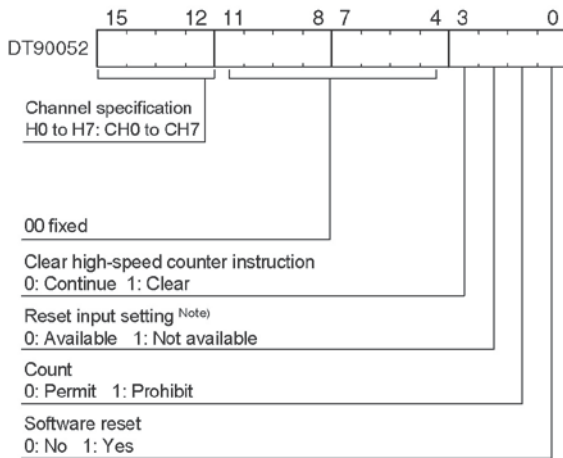 15 12 11 8 7 4 3 0
DT90052
Channel specification
H0 to H7: CH0 to CH7
00 fixed
Clear high-speed counter instruction
0: Continue 1: Clear
Reset input setting Note)
0: Available 1: Not available
Count
0: Permit 1: Prohibit
Software reset
0: No 1: Yes